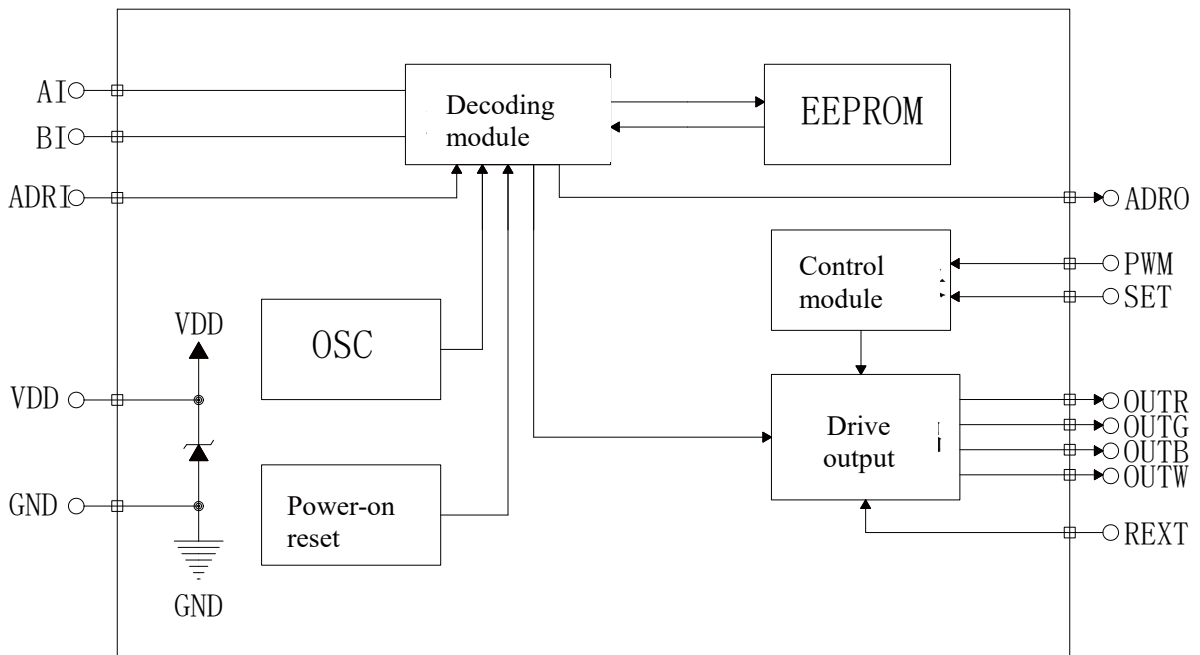 AI
BI
ADRI
Decoding
module
EEPROM
ADRO
Control
module
PWM
SET
VDD
OSC
VDD
OUTR
OUTG
OUTB
OUTW
Drive
output
GND
Power-on
reset
REXT
GND